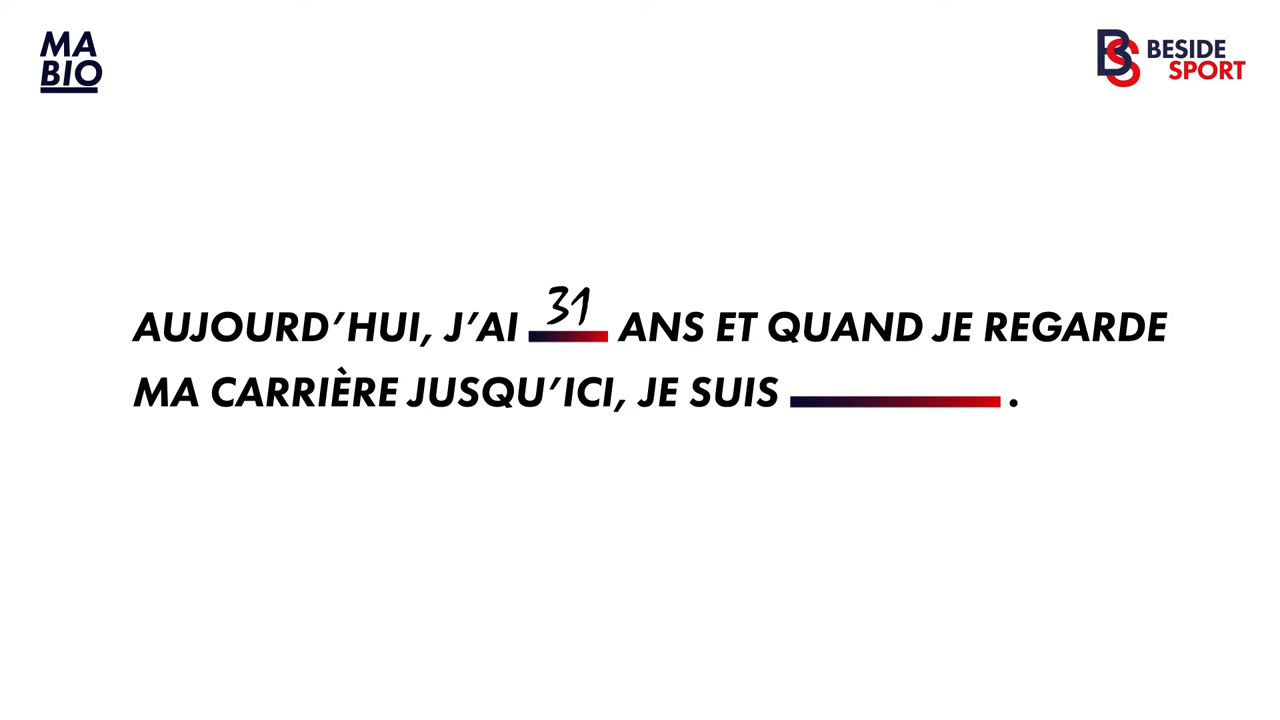 MA
BIO
BS BESIDE
SPORT
AUJOURD’HUI, J’AI 31 ANS ET QUAND JE REGARDE
MA CARRIÈRE JUSQU’ICI, JE SUIS .